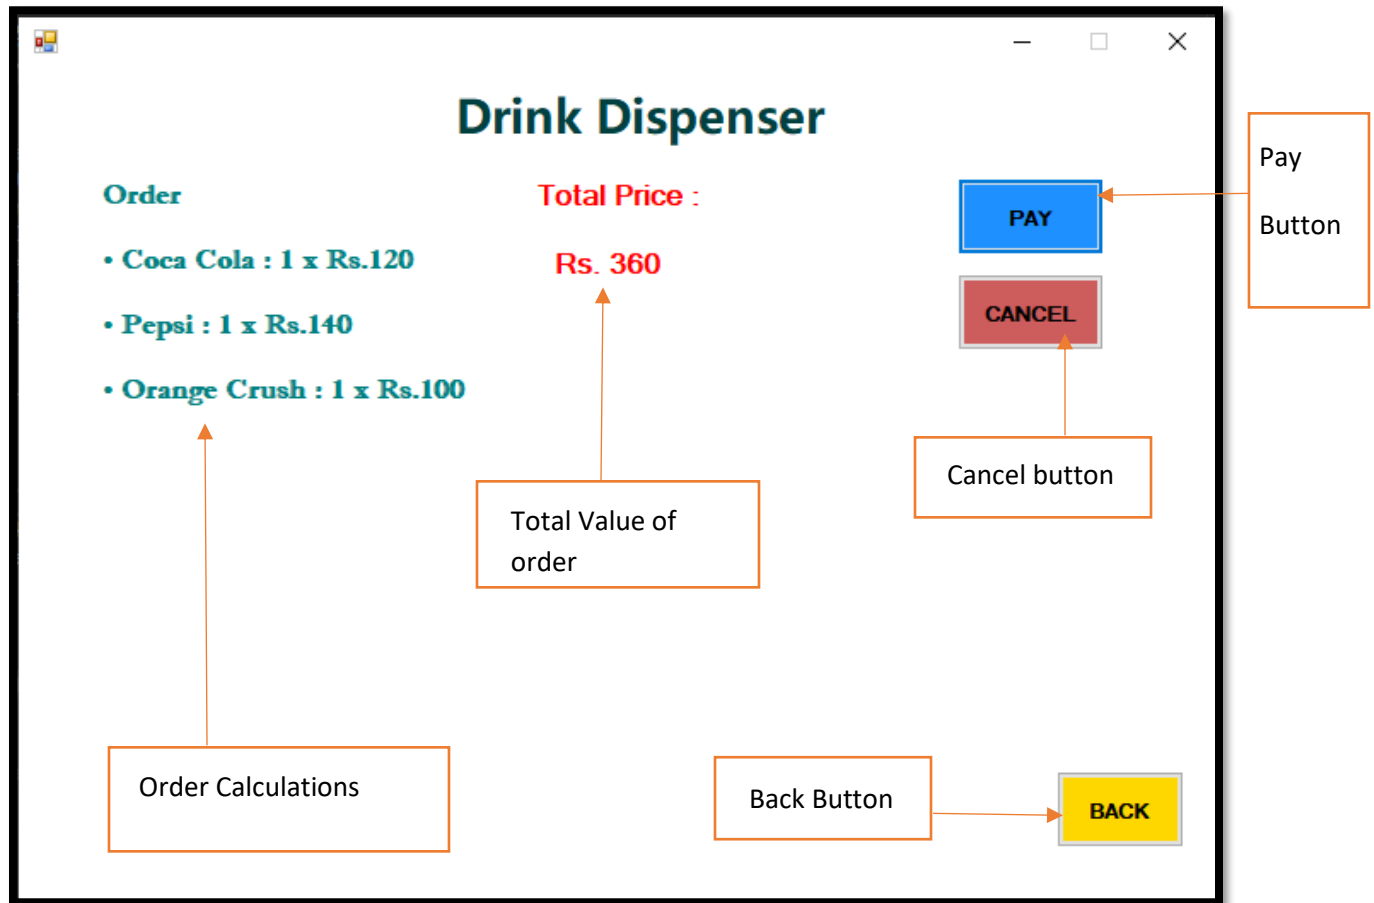 Drink Dispenser
Order
• Coca Cola : 1 x Rs.120
• Pepsi : 1 x Rs.140
• Orange Crush : 1 x Rs.100
Total Price :
Rs. 360
PAY
CANCEL
Pay
Button
Cancel button
Total Value of
order
Order Calculations
Back Button
BACK